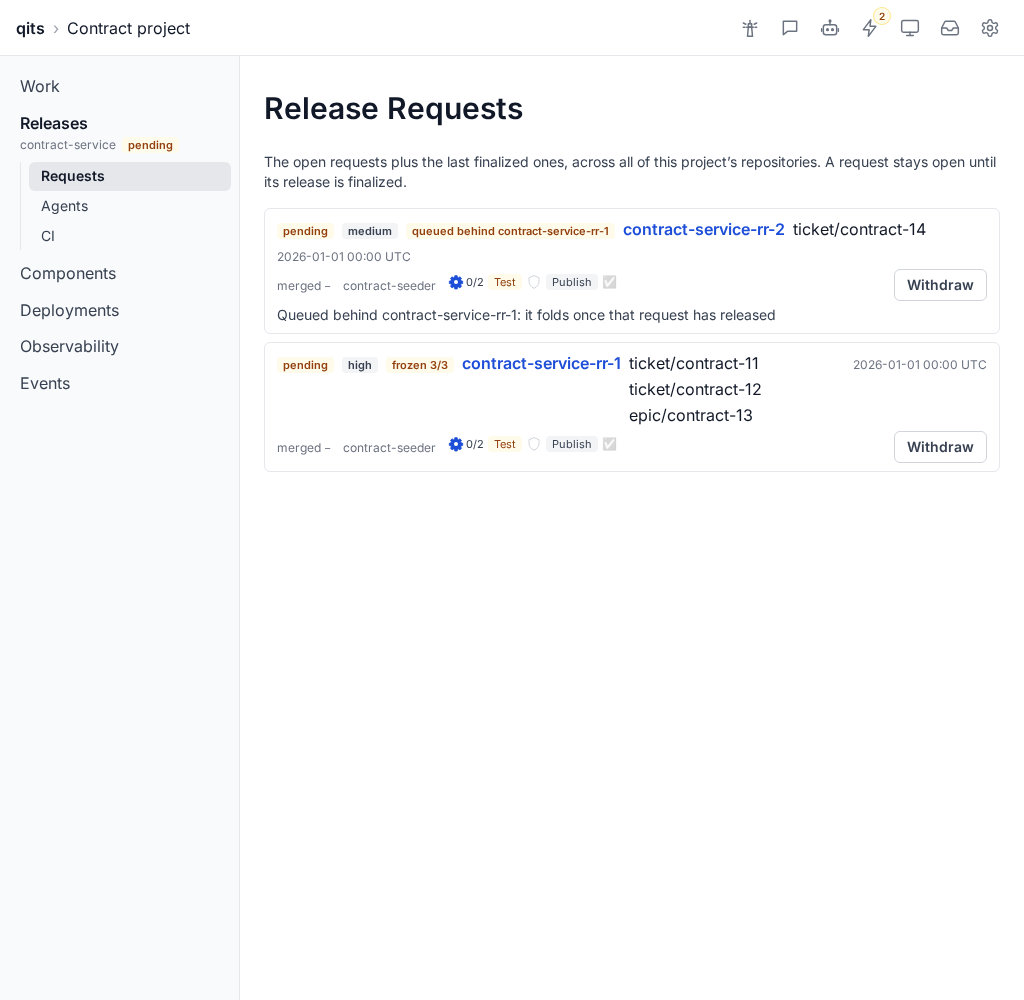 qits › Contract project
2
Work
Releases
contract-service pending
Requests
Agents
CI
Components
Deployments
Observability
Events
Release Requests
The open requests plus the last finalized ones, across all of this project’s repositories. A request stays open until
its release is finalized.
pending medium queued behind contract-service-rr-1 contract-service-rr-2 ticket/contract-14
2026-01-01 00:00 UTC
merged – contract-seeder 0/2 Test Publish Withdraw
Queued behind contract-service-rr-1: it folds once that request has released
pending high frozen 3/3 contract-service-rr-1 ticket/contract-11 2026-01-01 00:00 UTC
ticket/contract-12
epic/contract-13
merged – contract-seeder 0/2 Test Publish Withdraw